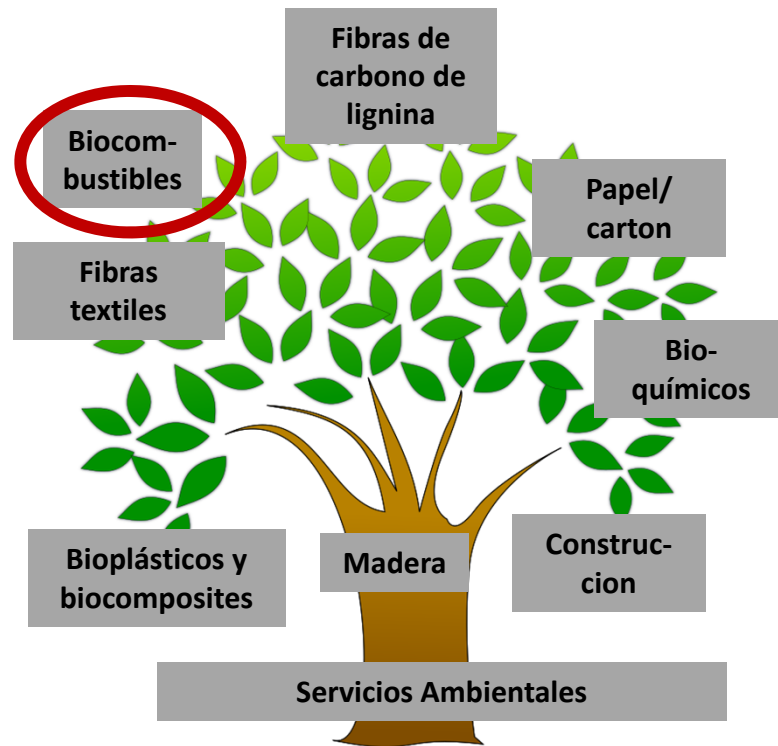 Fibras de
carbono de
lignina
Biocom-
bustibles
Papel/
carton
Fibras
textiles
Bio-
químicos
Bioplásticos y
biocomposites
Madera
Construc-
cion
Servicios Ambientales